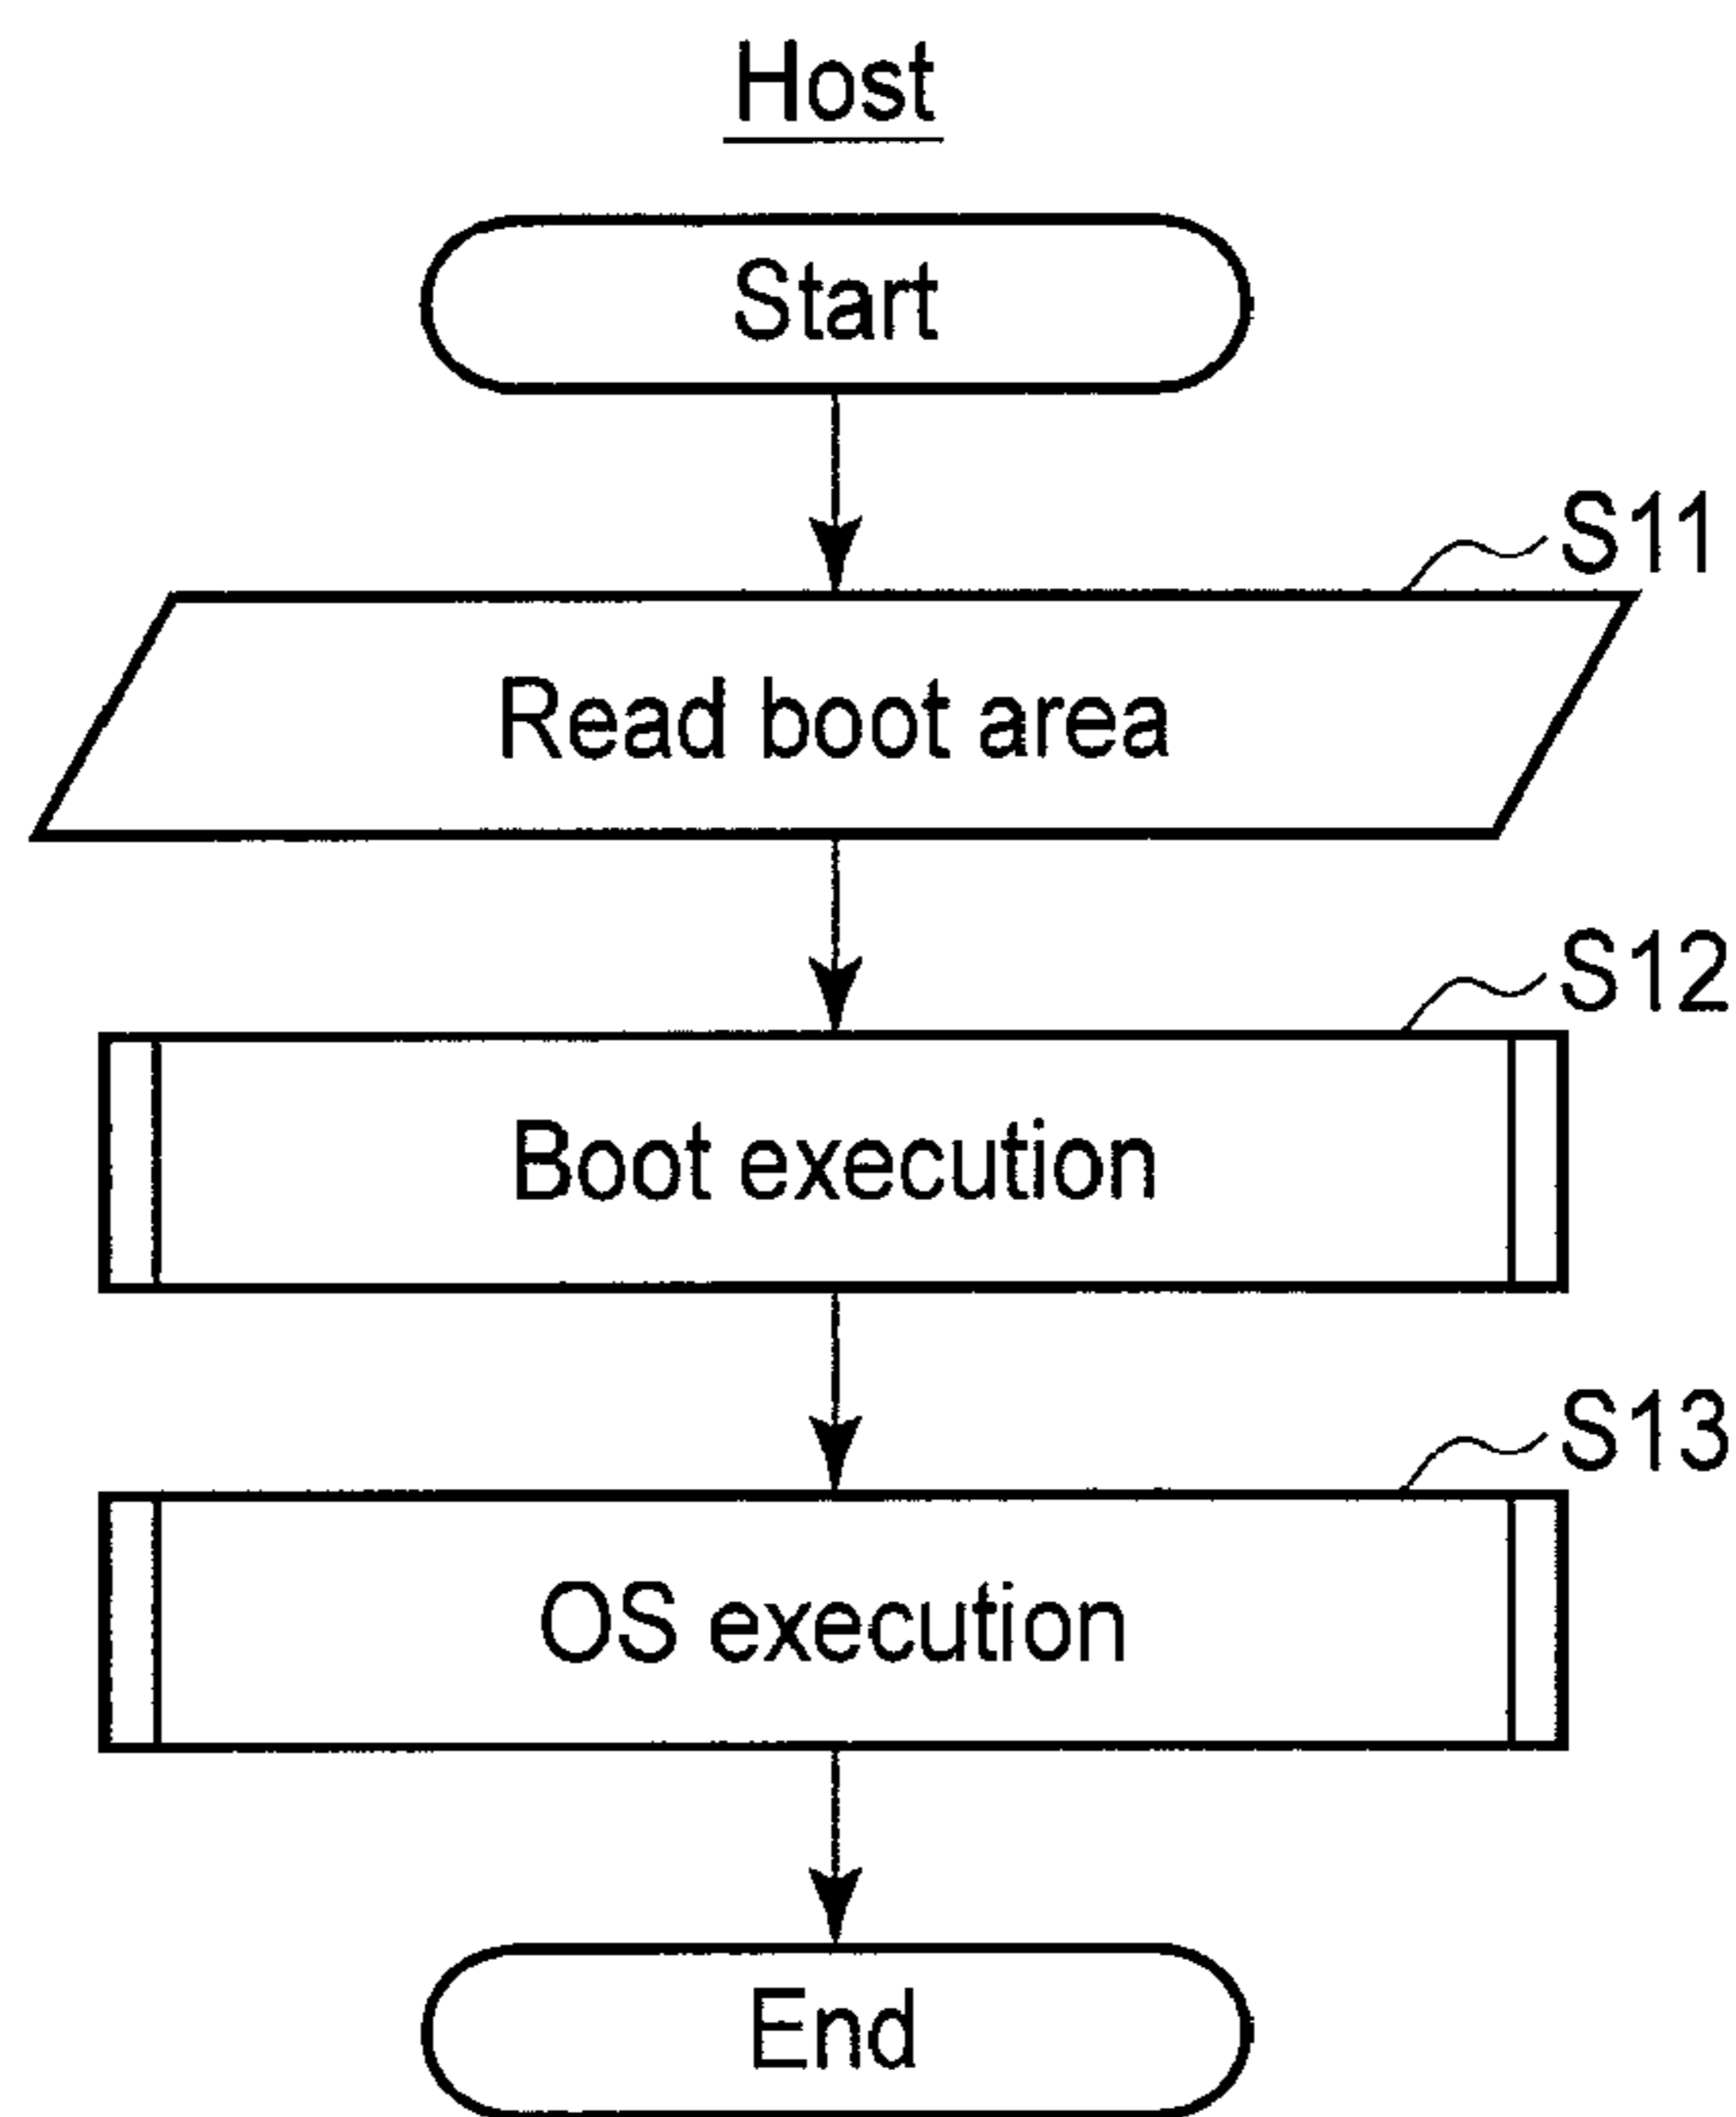 Host
Start
S11
Read boot area
S12
Boot execution
S13
OS execution
End